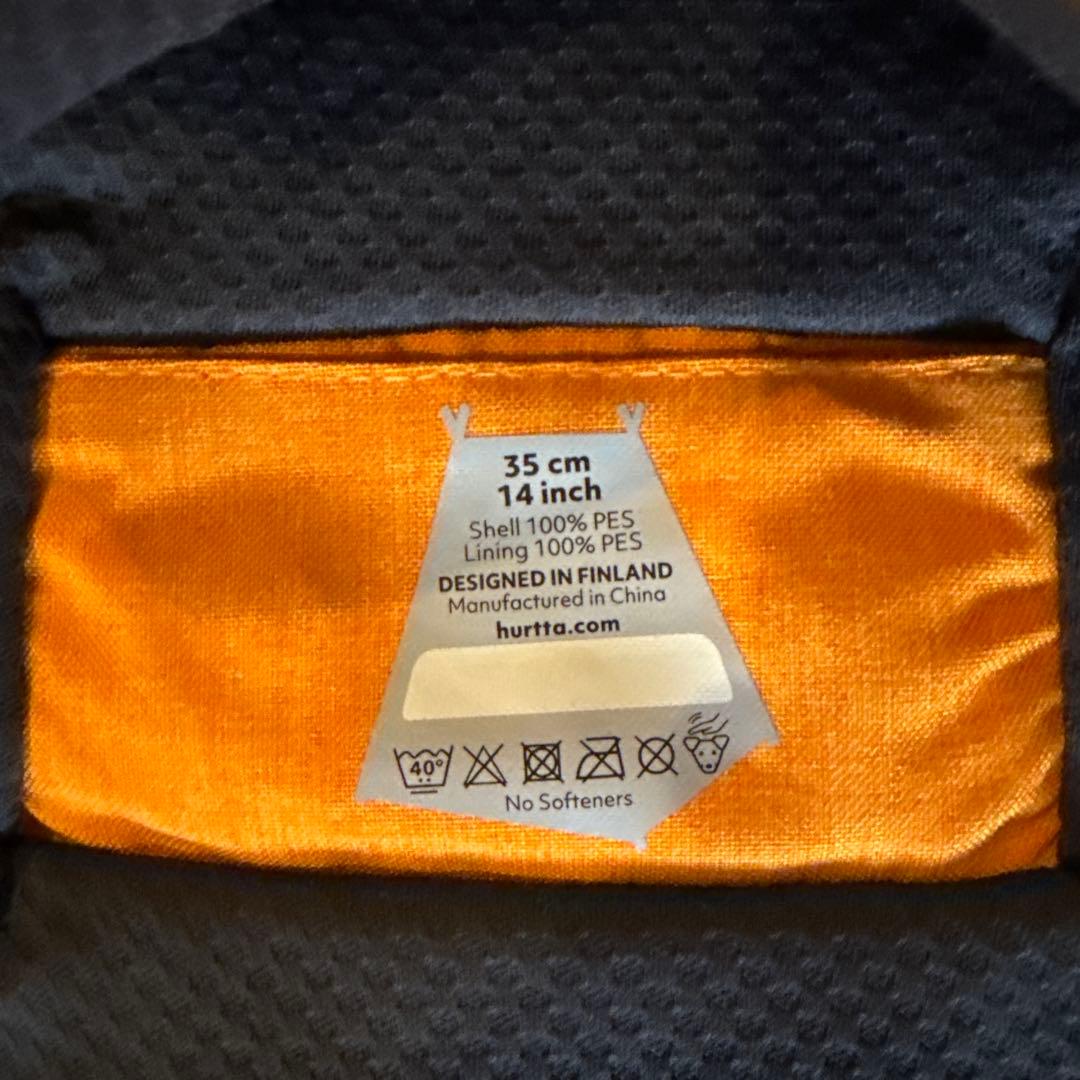 35 cm
14 inch
Shell 100% PES
Lining 100% PES
DESIGNED IN FINLAND
Manufactured in China
hurtta.com
40°
No Softeners